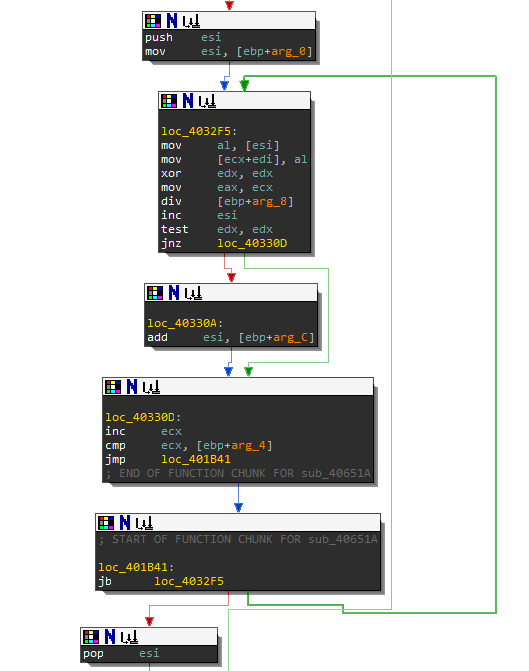 push esi
mov esi, [ebp+arg_0]
loc_4032F5:
mov al, [esi]
mov [ecx+edi], al
xor edx, edx
mov eax, ecx
div [ebp+arg_8]
inc esi
test edx, edx
jnz loc_40330D
loc_40330A:
add esi, [ebp+arg_C]
loc_40330D:
inc ecx
cmp ecx, [ebp+arg_4]
jmp loc_401B41
; END OF FUNCTION CHUNK FOR sub_40651A
; START OF FUNCTION CHUNK FOR sub_40651A
loc_401B41:
jb loc_4032F5
pop esi